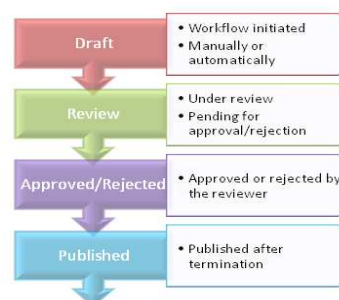 Draft
• Workflow initiated
• Manually or
automatically
Review
• Under review
• Pending for
approval/rejection
Approved/Rejected
• Approved or rejected by
the reviewer
Published
• Published after
termination